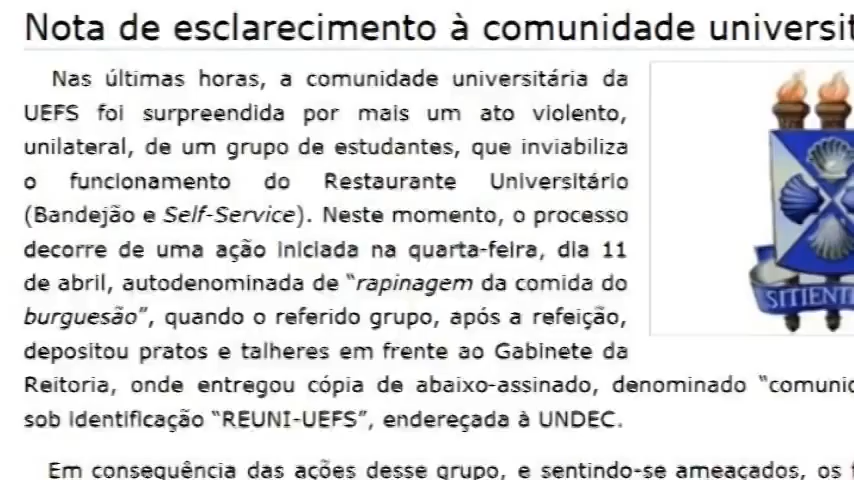 Nota de esclarecimento à comunidade
Nas últimas horas, a comunidade universitária da
UEFS foi surpreendida por mais um ato violento,
unilateral, de um grupo de estudantes, que inviabiliza
o funcionamento do Restaurante Universitário
(Bandejão e Self-Service). Neste momento, o processo
decorre de uma ação iniciada na quarta-feira, dia 11
de abril, autodenominada de “rapinagem da comida do
burguesão”, quando o referido grupo, após a refeição,
depositou pratos e talheres em frente ao Gabinete da
Reitoria, onde entregou cópia de abaixo-assinado, denominado
sob identificação “REUNI-UEFS”, endereçada à UNDEC.
Em consequência das ações desse grupo, e sentindo-se ameaçados, os